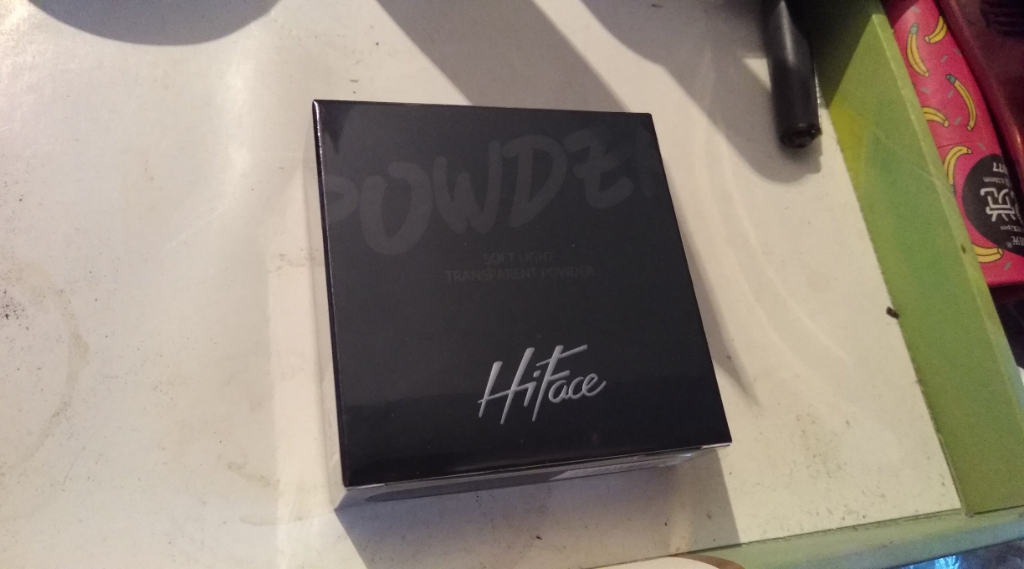 POWDER
SOFT LIGHT
TRANSPARENT POWDER
HiFace